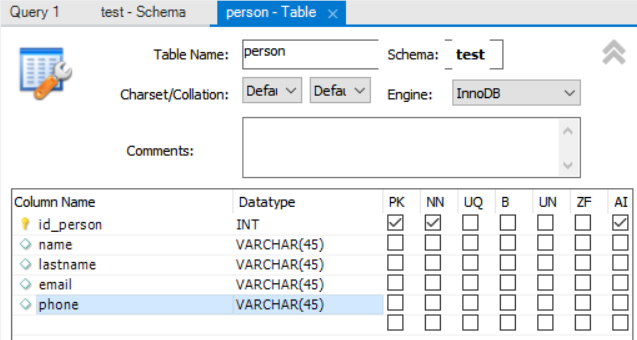 Query 1 test - Schema person - Table ×
Table Name: person Schema: test
Charset/Collation: Defau Defau Engine: InnoDB
Comments:
Column Name Datatype PK NN UQ B UN ZF AI
id_person INT
name VARCHAR(45)
lastname VARCHAR(45)
email VARCHAR(45)
phone VARCHAR(45)